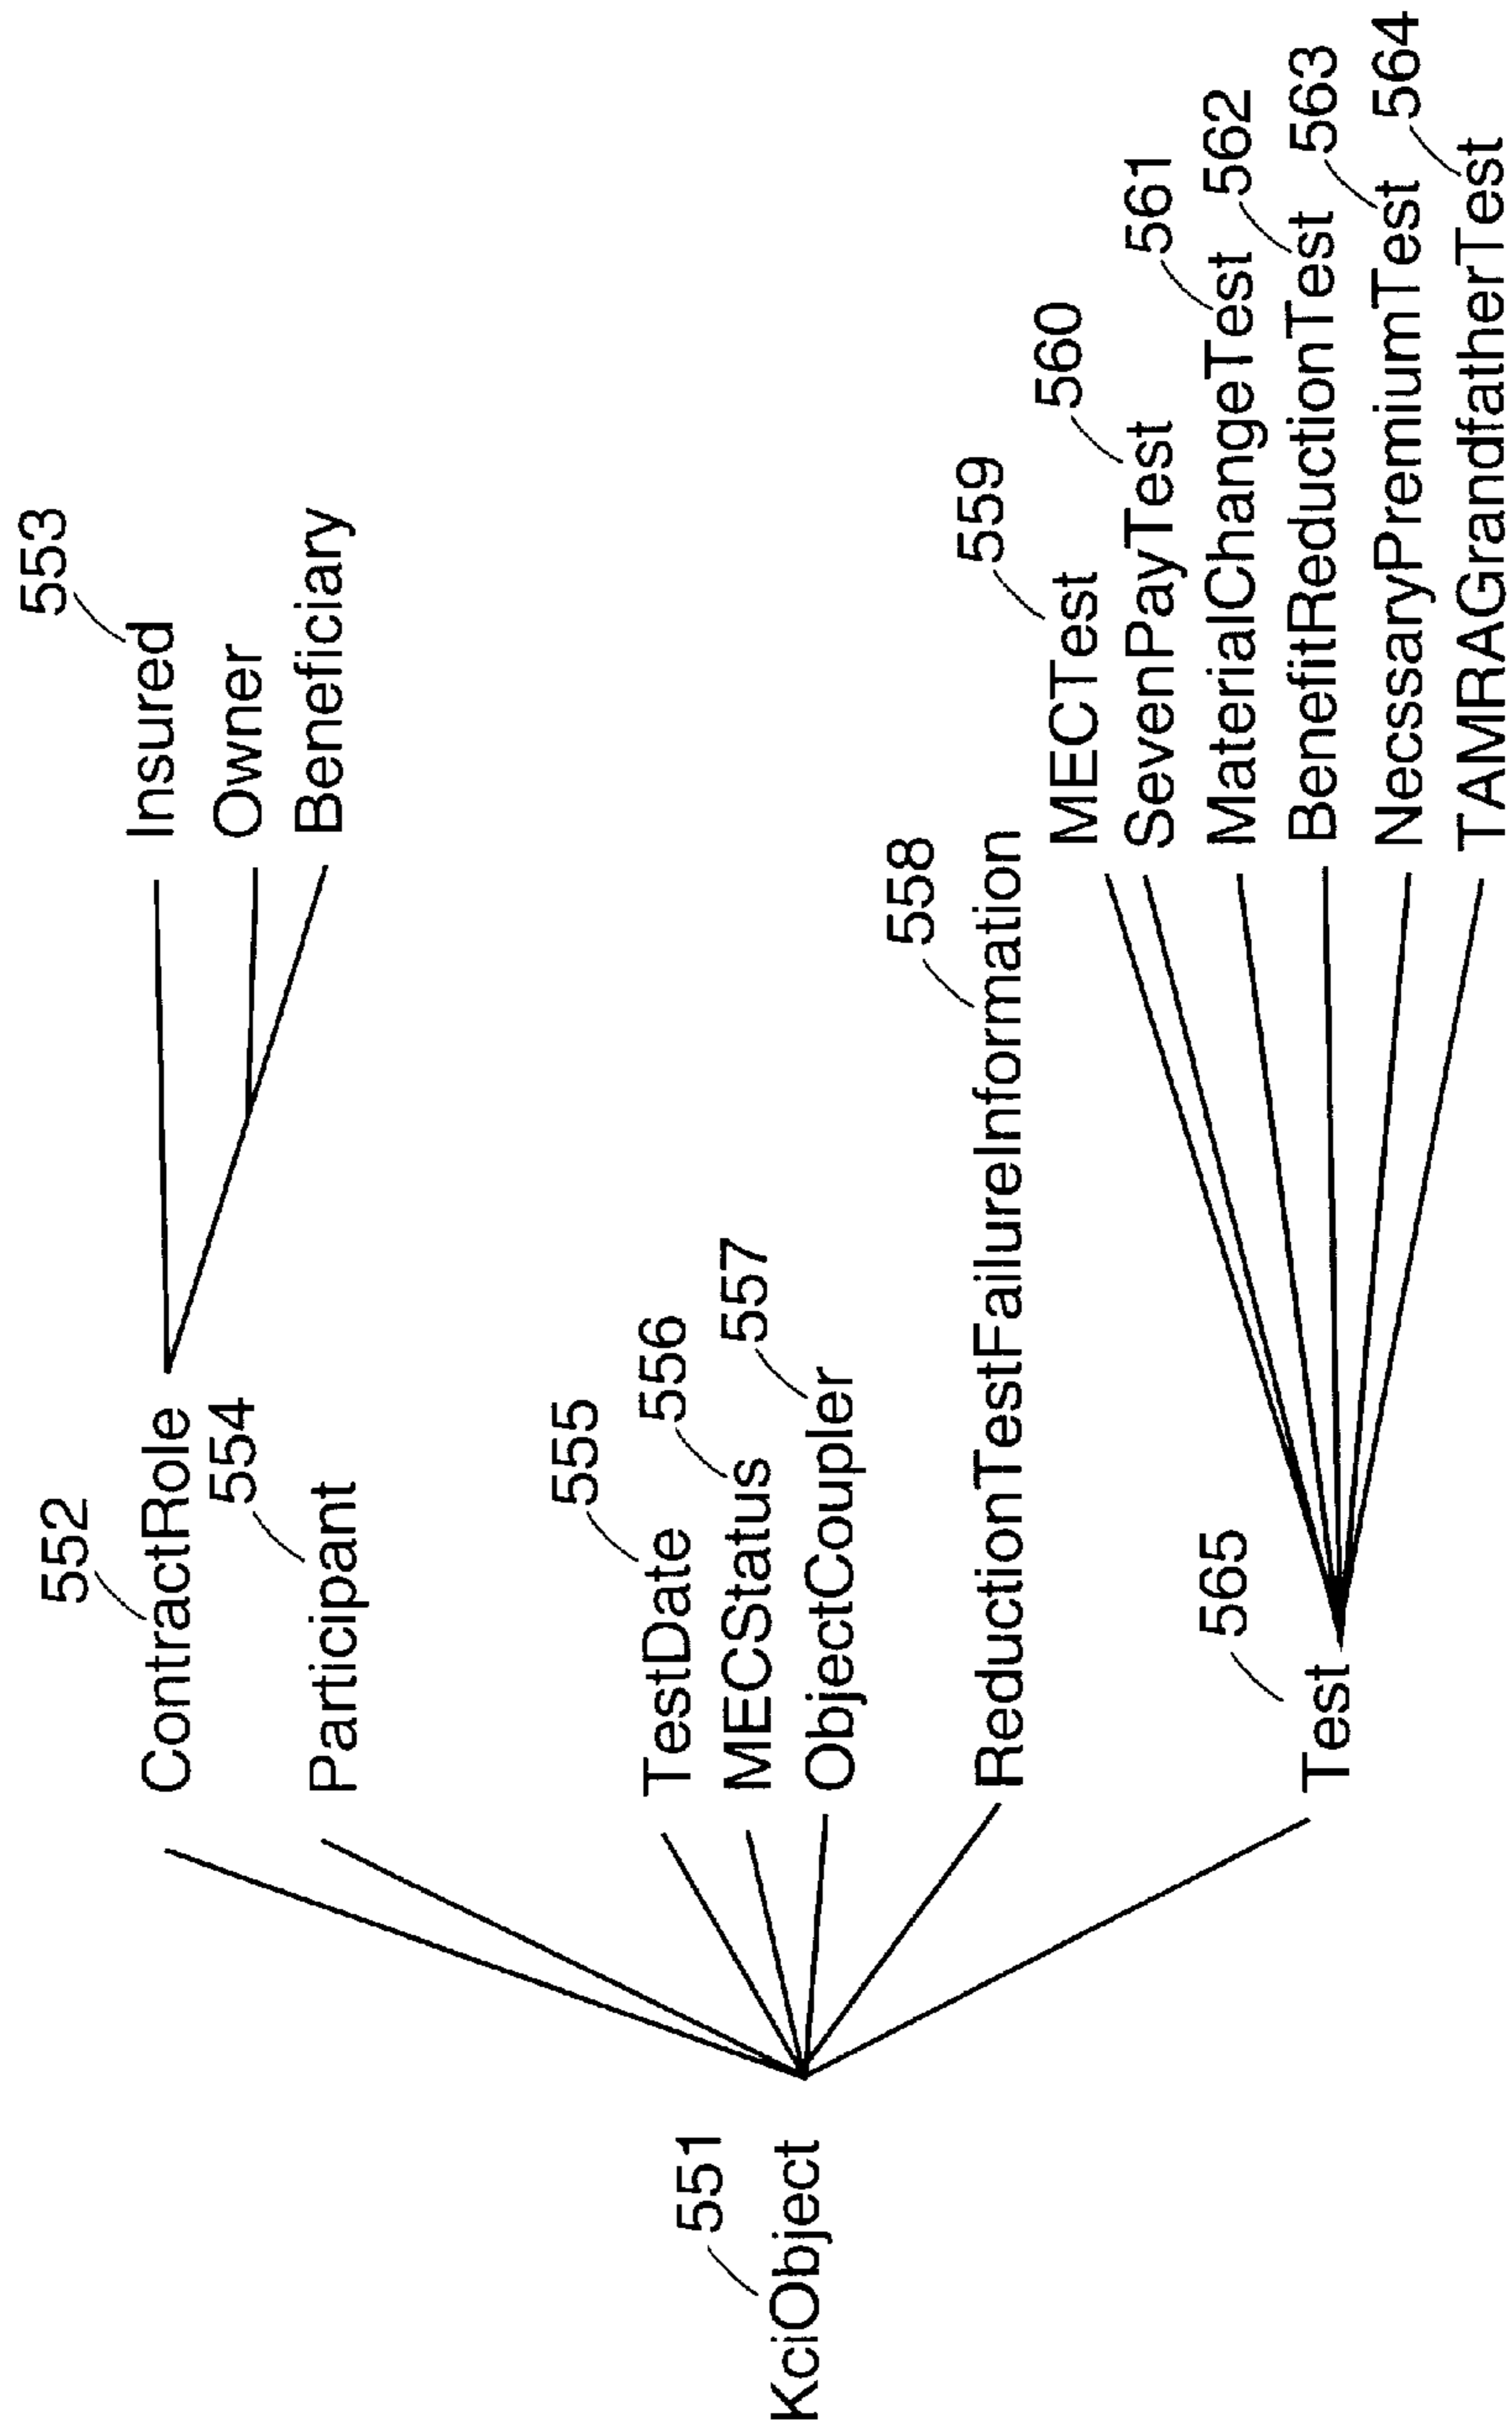 551
KciObject
552
ContractRole
553
Insured
Owner
Beneficiary
554
Participant
555
TestDate
556
MECStatus
557
ObjectCoupler
558
ReductionTestFailureInformation
565
Test
559
MECTest
560
SevenPayTest
561
MaterialChangeTest
562
BenefitReductionTest
563
NecssaryPremiumTest
564
TAMRAGrandfatherTest